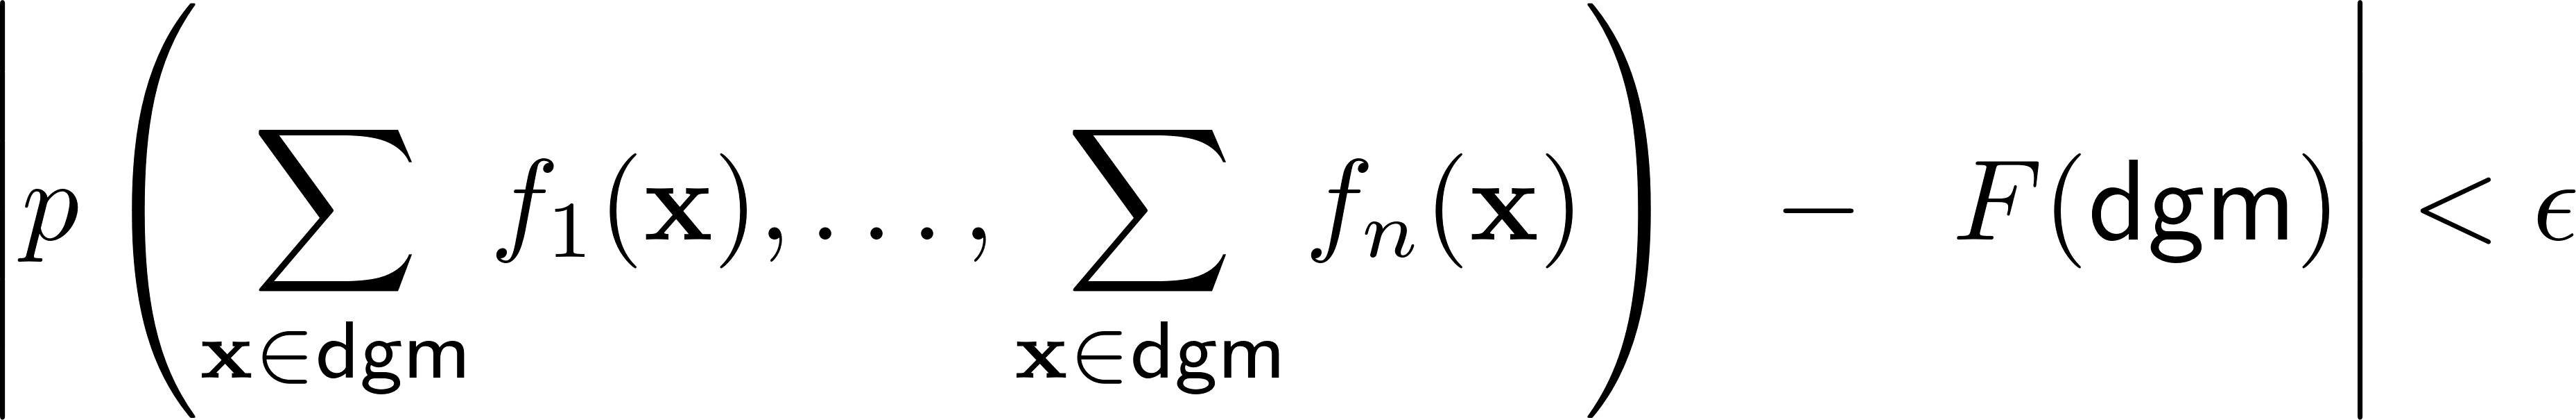 $$\left| p \left( \sum_{\mathbf{x} \in \mathsf{dgm}} f_1(\mathbf{x}), \ldots, \sum_{\mathbf{x} \in \mathsf{dgm}} f_n(\mathbf{x}) \right) - F(\mathsf{dgm}) \right| < \epsilon$$